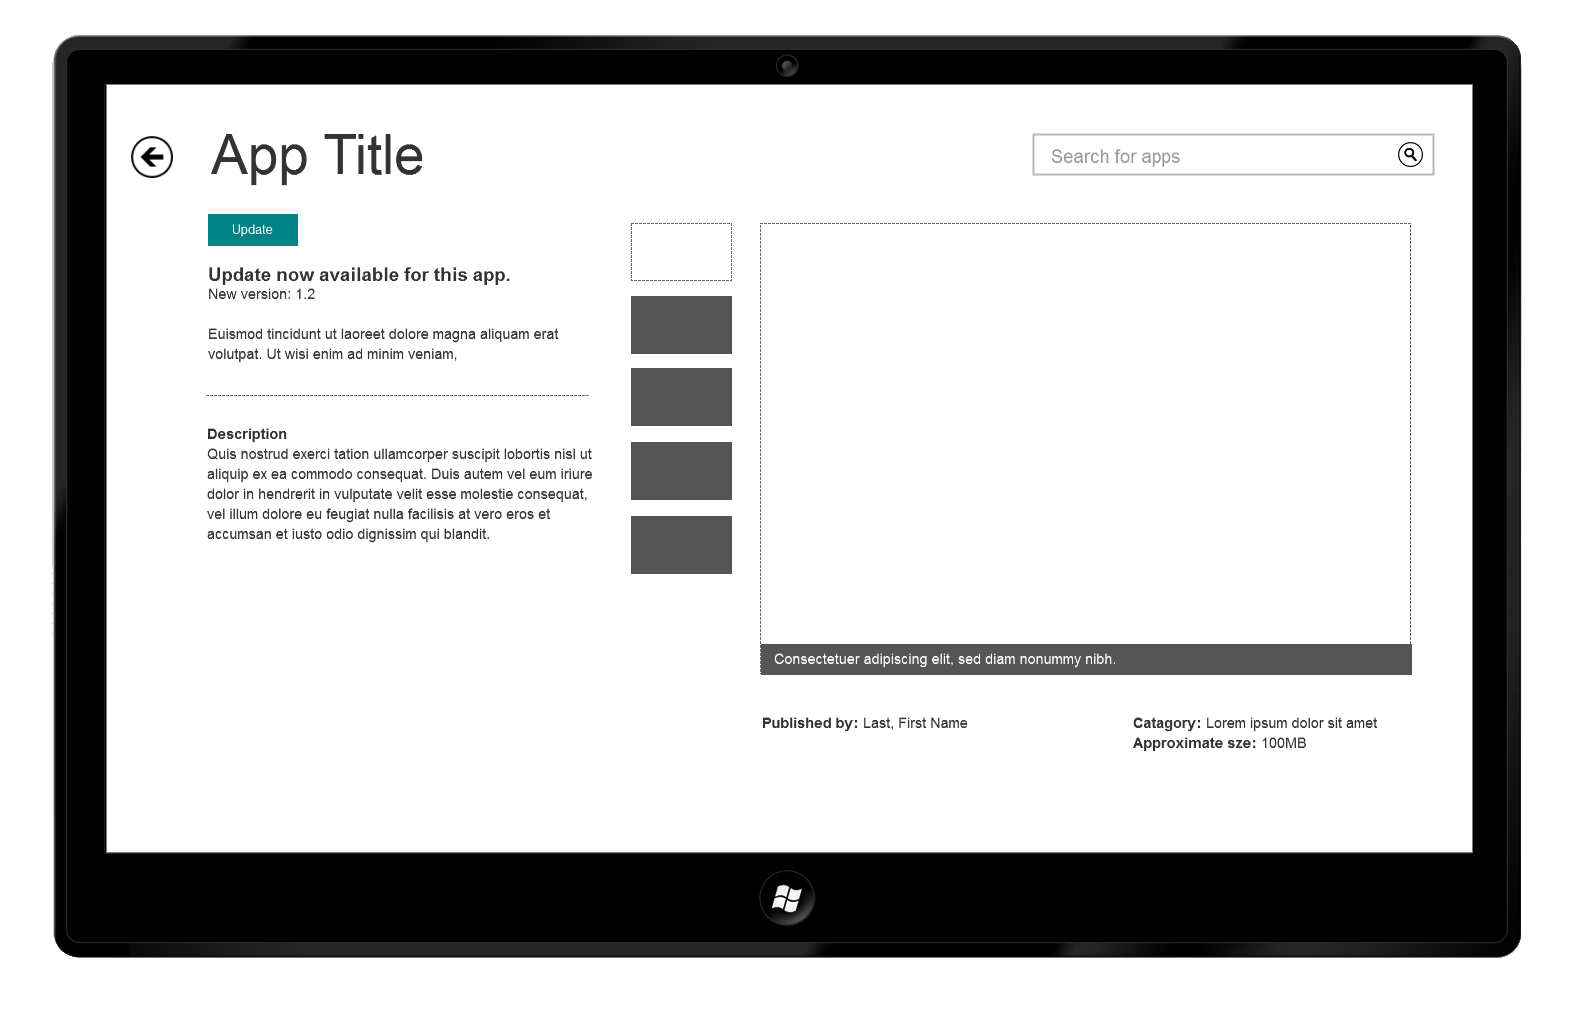 App Title
Search for apps
Update
Update now available for this app.
New version: 1.2
Euismod tincidunt ut laoreet dolore magna aliquam erat
volutpat. Ut wisi enim ad minim veniam,
Description
Quis nostrud exerci tation ullamcorper suscipit lobortis nisl ut
aliquip ex ea commodo consequat. Duis autem vel eum iriure
dolor in hendrerit in vulputate velit esse molestie consequat,
vel illum dolore eu feugiat nulla facilisis at vero eros et
accumsan et iusto odio dignissim qui blandit.
Consectetuer adipiscing elit, sed diam nonummy nibh.
Published by: Last, First Name
Catagory: Lorem ipsum dolor sit amet
Approximate sze: 100MB